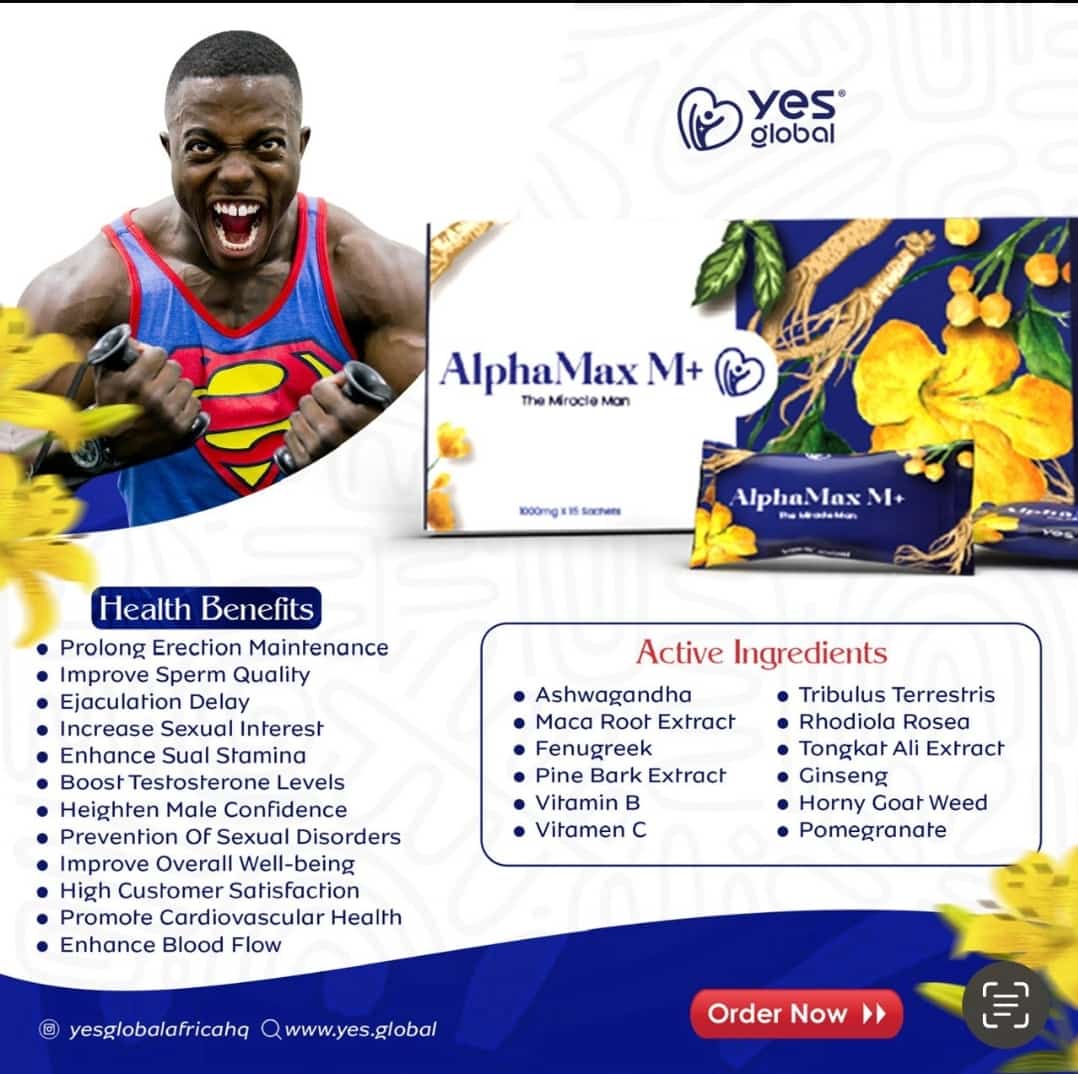 yes®
global
AlphaMax M+
The Miracle Man
1000mg x 15 Sachets
AlphaMax M+
The Miracle Man
Health Benefits
Prolong Erection Maintenance
Improve Sperm Quality
Ejaculation Delay
Increase Sexual Interest
Enhance Sual Stamina
Boost Testosterone Levels
Heighten Male Confidence
Prevention Of Sexual Disorders
Improve Overall Well-being
High Customer Satisfaction
Promote Cardiovascular Health
Enhance Blood Flow
Active Ingredients
Ashwagandha
Maca Root Extract
Fenugreek
Pine Bark Extract
Vitamin B
Vitamen C
Tribulus Terrestris
Rhodiola Rosea
Tongkat Ali Extract
Ginseng
Horny Goat Weed
Pomegranate
yesglobalafricahq www.yes.global
Order Now